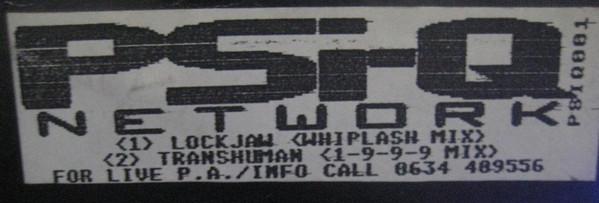 PSI-Q
NETWORK
PSIQ001
<1> LOCKJAW <WHIPLASH MIX>
<2> TRANSHUMAN <1-9-9-9 MIX>
FOR LIVE P.A./INFO CALL 0634 489556